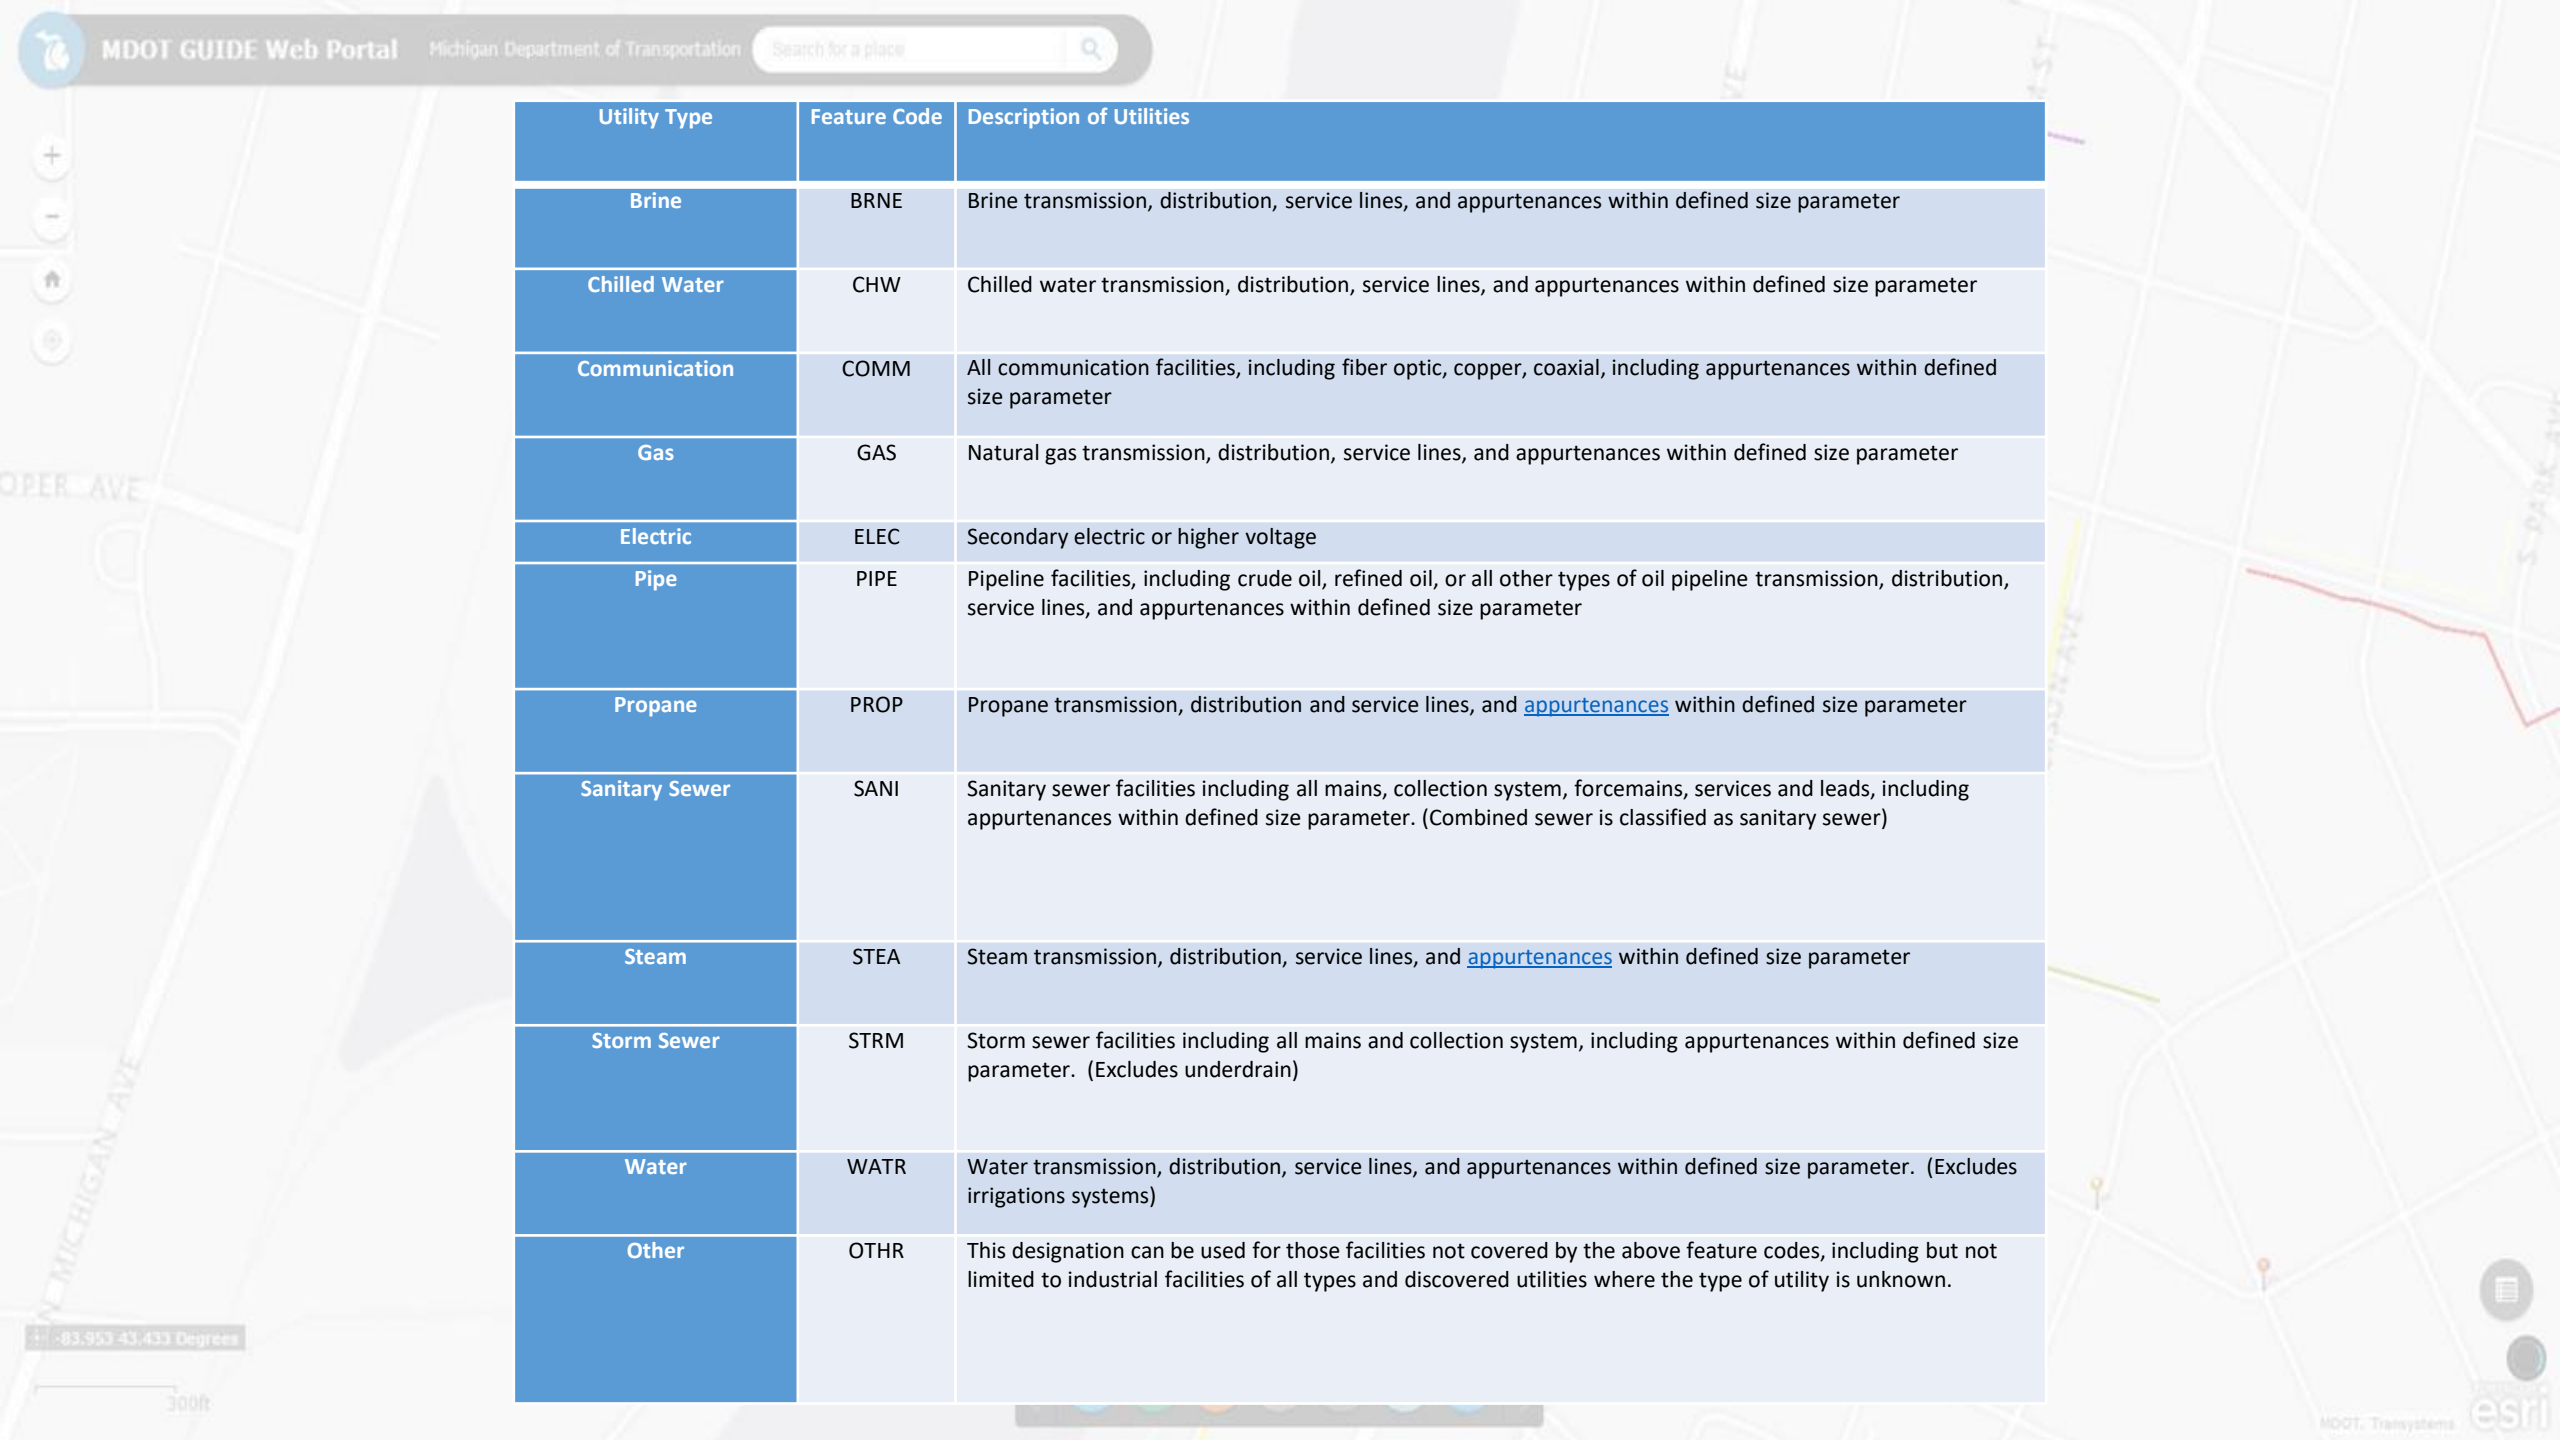 MDOT GUIDE Web Portal Michigan Department of Transportation Search for a place
VE
Utility Type Feature Code Description of Utilities
Brine BRNE Brine transmission, distribution, service lines, and appurtenances within defined size parameter
Chilled Water CHW Chilled water transmission, distribution, service lines, and appurtenances within defined size parameter
Communication COMM All communication facilities, including fiber optic, copper, coaxial, including appurtenances within defined
size parameter
Gas GAS Natural gas transmission, distribution, service lines, and appurtenances within defined size parameter
OPER AVE
Electric ELEC Secondary electric or higher voltage
S PARK AVE
Pipe PIPE Pipeline facilities, including crude oil, refined oil, or all other types of oil pipeline transmission, distribution,
service lines, and appurtenances within defined size parameter
Propane PROP Propane transmission, distribution and service lines, and appurtenances within defined size parameter
Sanitary Sewer SANI Sanitary sewer facilities including all mains, collection system, forcemains, services and leads, including
appurtenances within defined size parameter. (Combined sewer is classified as sanitary sewer)
Steam STEA Steam transmission, distribution, service lines, and appurtenances within defined size parameter
Storm Sewer STRM Storm sewer facilities including all mains and collection system, including appurtenances within defined size
parameter.  (Excludes underdrain)
N MICHIGAN AVE
Water WATR Water transmission, distribution, service lines, and appurtenances within defined size parameter.  (Excludes
irrigations systems)
Other OTHR This designation can be used for those facilities not covered by the above feature codes, including but not
limited to industrial facilities of all types and discovered utilities where the type of utility is unknown.
-83.953 43.433 Degrees
300ft
MDOT, Transystems esri